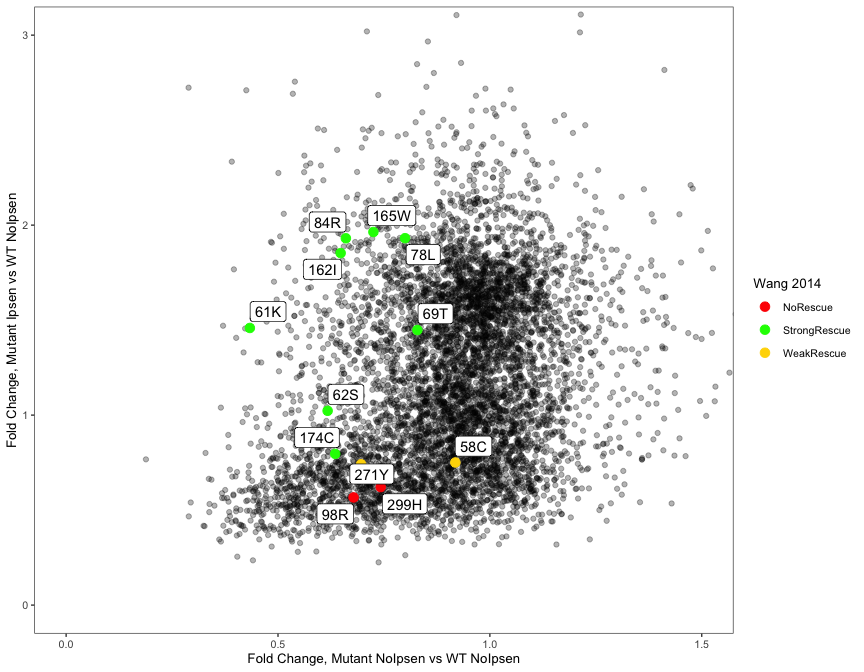 3
2
1
0
0.0
0.5
1.0
1.5
Fold Change, Mutant Ipsen vs WT NoIpsen
Fold Change, Mutant NoIpsen vs WT NoIpsen
165W
84R
78L
162I
61K
69T
62S
174C
58C
271Y
299H
98R
Wang 2014
NoRescue
StrongRescue
WeakRescue